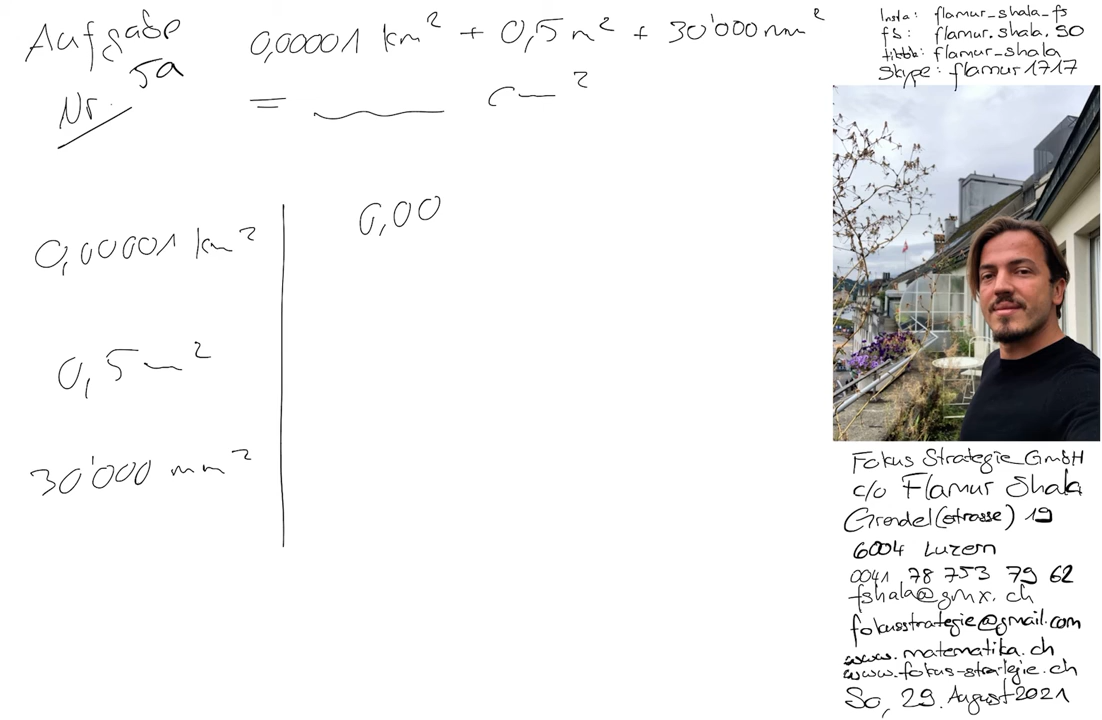 Aufgabe
Nr. 5a
0,00001 km² + 0,5 m² + 30'000 mm²
= ____ cm²
0,00001 km²
0,00
0,5 m²
30'000 mm²
Insta: flamur_shala_fs
fb: flamur.shala.50
tiktok: flamur_shala
Skype: flamur1717
Fokus Strategie GmbH
c/o Flamur Shala
Grendel(strasse) 19
6004 Luzern
0041 78 753 79 62
fshala@gmx.ch
fokusstrategie@gmail.com
www.matematika.ch
www.fokus-strategie.ch
So, 29. August 2021